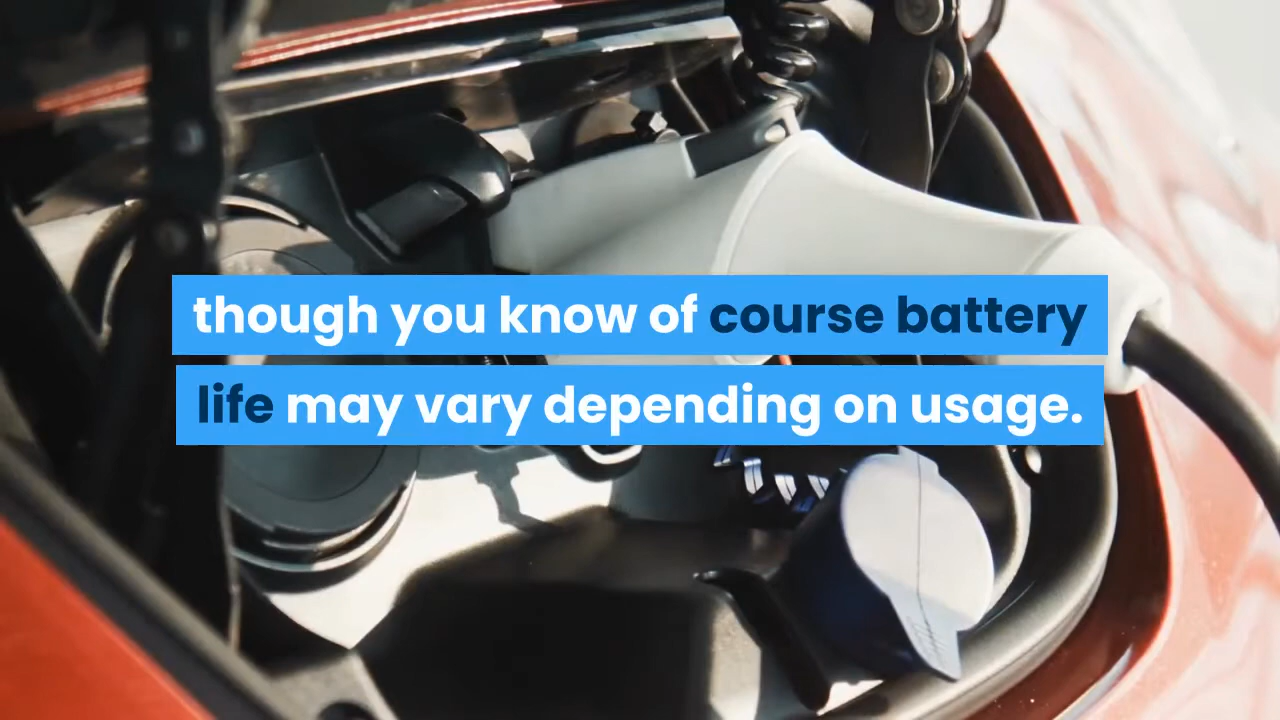 though you know of course battery
life may vary depending on usage.